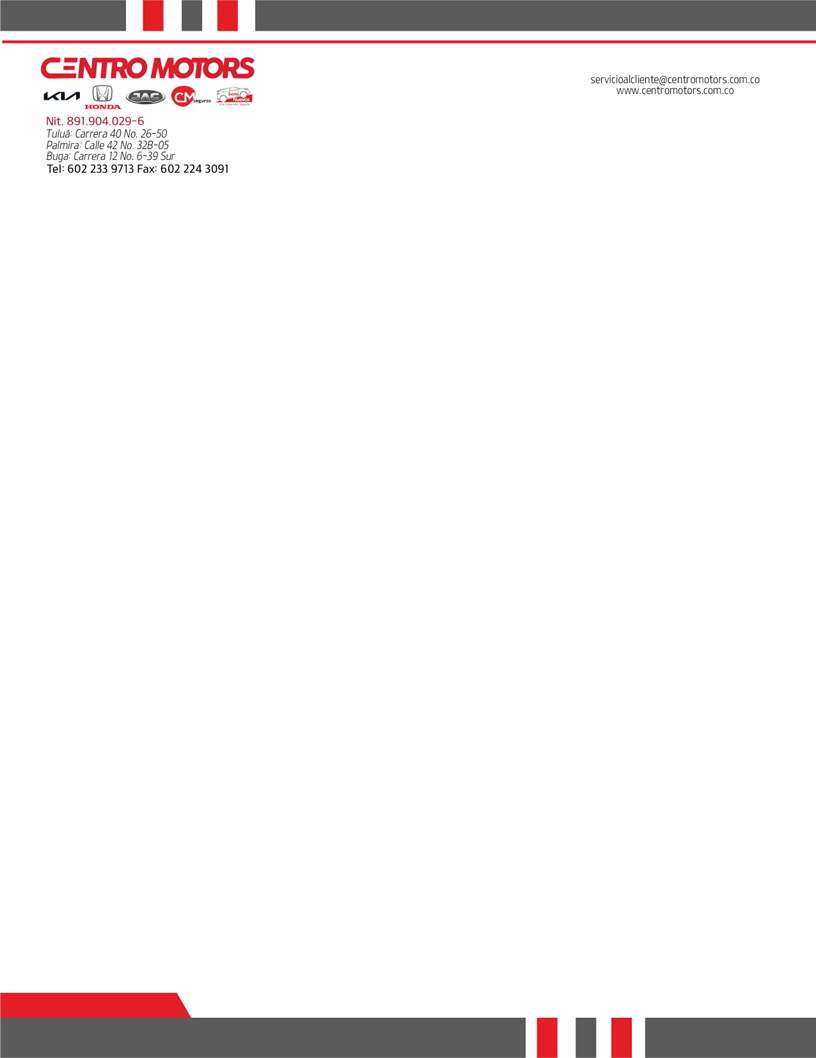 CENTRO MOTORS
servicioalcliente@centromotors.com.co
www.centromotors.com.co
KIA HONDA JAC CM seguros
Nit. 891.904.029-6
Tuluá: Carrera 40 No. 26-50
Palmira: Calle 42 No. 32B-05
Buga: Carrera 12 No. 6-39 Sur
Tel: 602 233 9713 Fax: 602 224 3091